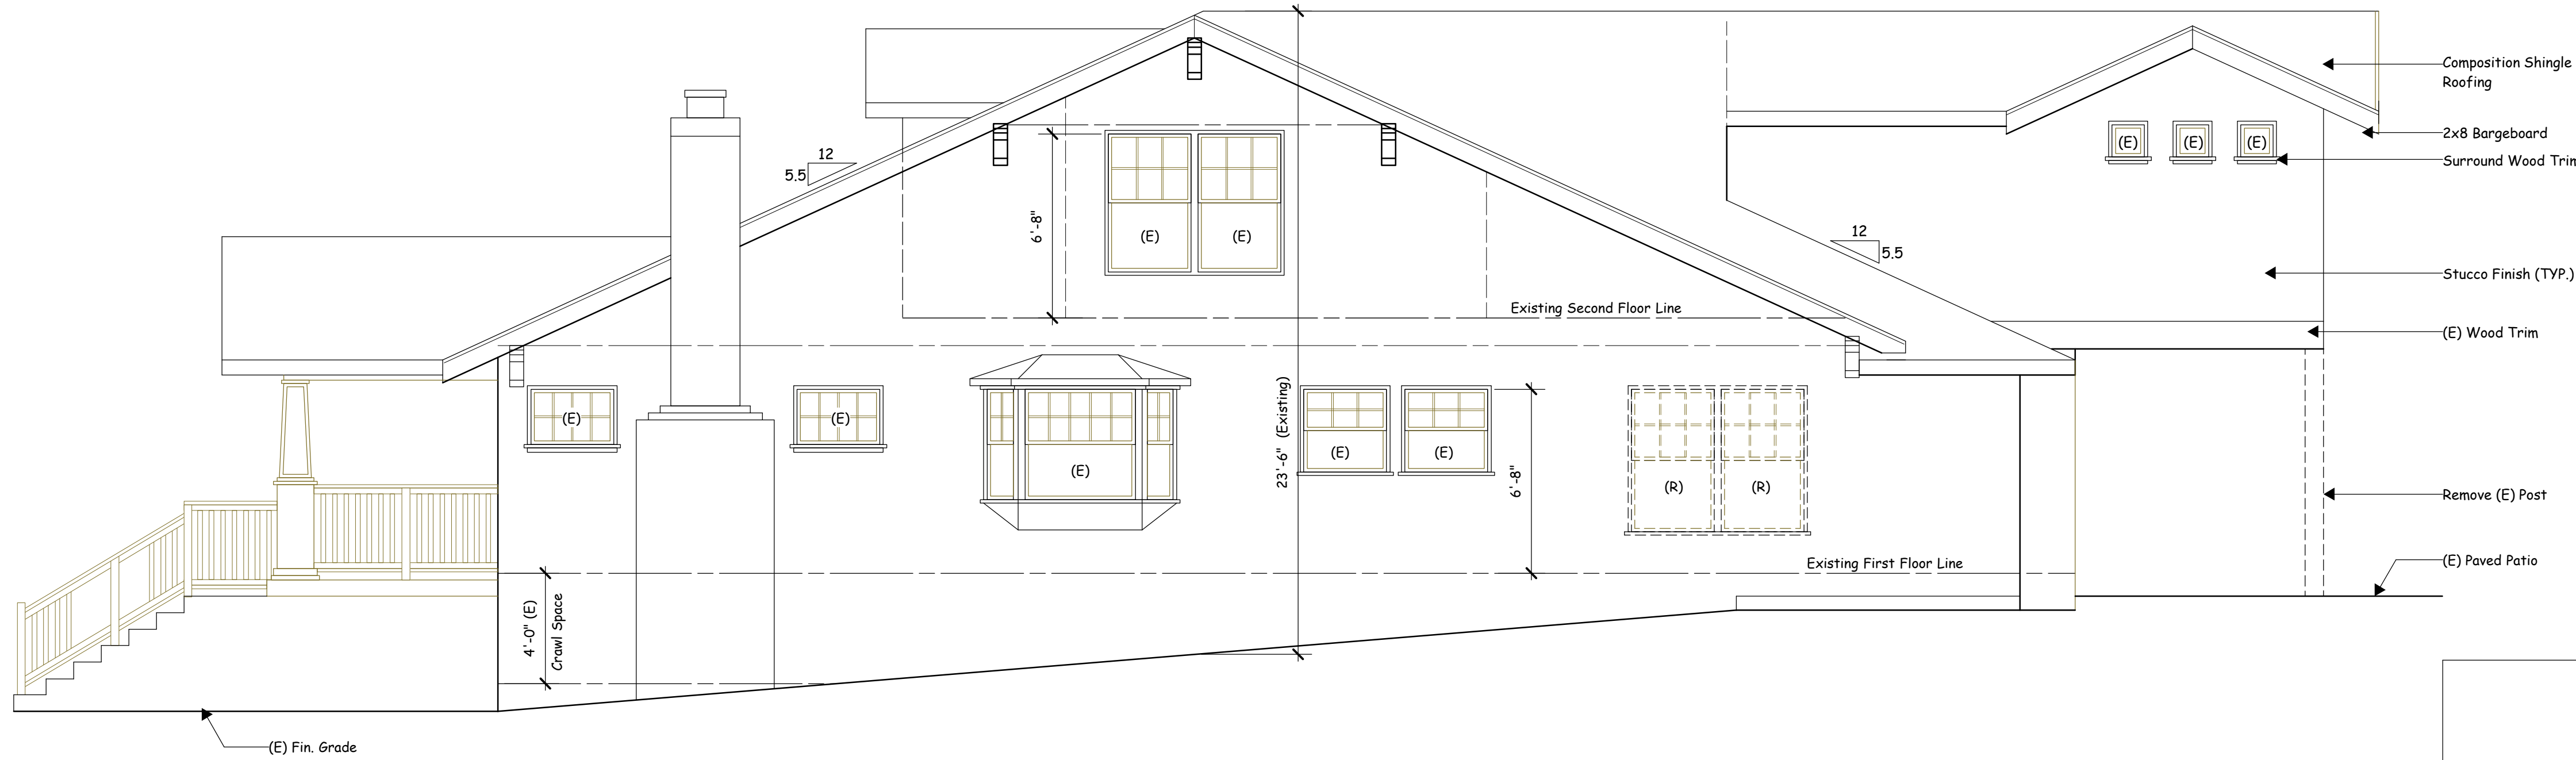 Composition Shingle
Roofing
2x8 Bargeboard
(E)
(E)
(E)
Surround Wood Trim
12
5.5
6'-8"
(E)
(E)
12
5.5
Stucco Finish (TYP.)
Existing Second Floor Line
(E) Wood Trim
(E)
(E)
(E)
23'-6" (Existing)
(E)
(E)
6'-8"
(R)
(R)
Remove (E) Post
Existing First Floor Line
(E) Paved Patio
4'-0" (E)
Crawl Space
(E) Fin. Grade